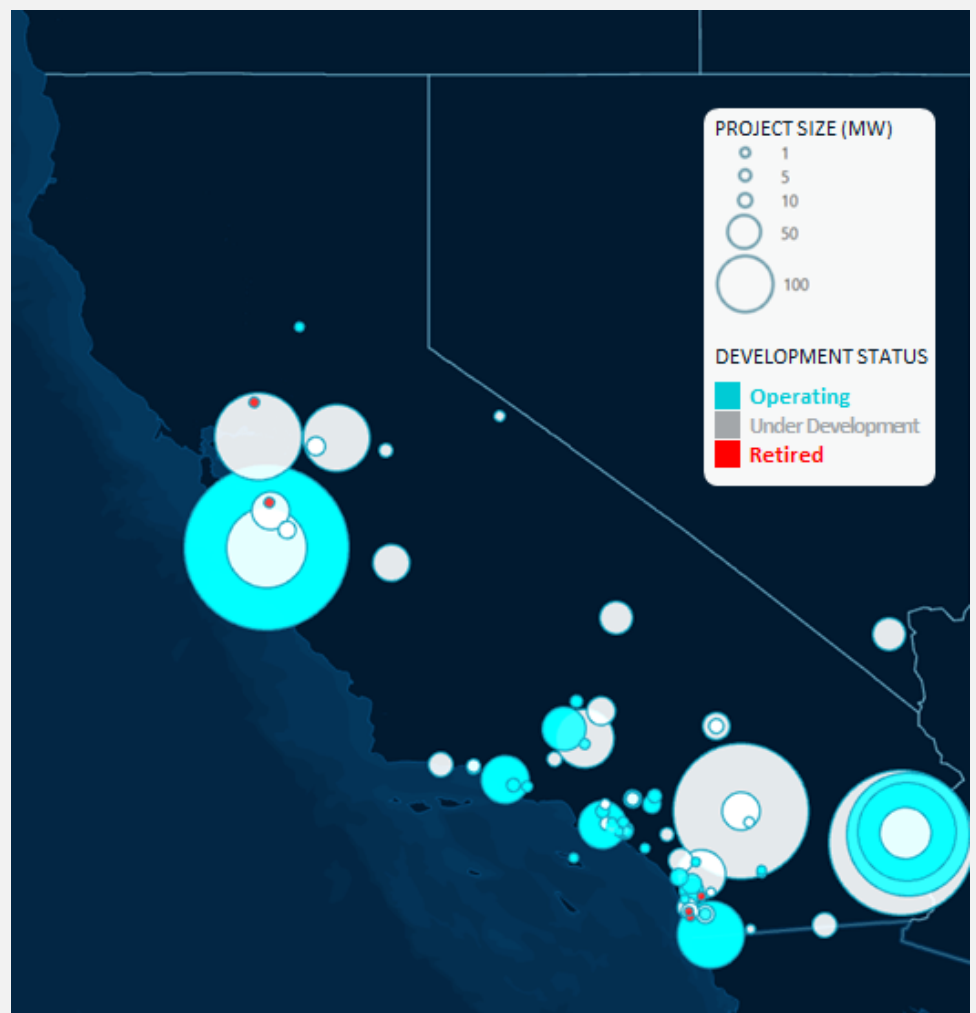 PROJECT SIZE (MW)
1
5
10
50
100
DEVELOPMENT STATUS
Operating
Under Development
Retired